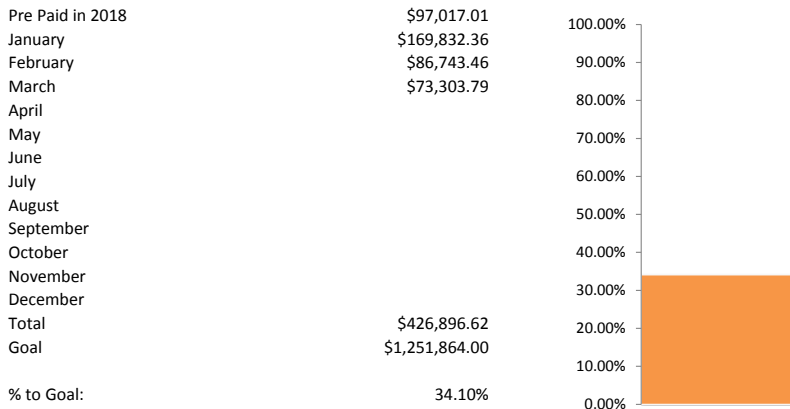 Pre Paid in 2018 $97,017.01
January $169,832.36
February $86,743.46
March $73,303.79
April
May
June
July
August
September
October
November
December
Total $426,896.62
Goal $1,251,864.00
% to Goal: 34.10%
100.00%
90.00%
80.00%
70.00%
60.00%
50.00%
40.00%
30.00%
20.00%
10.00%
0.00%